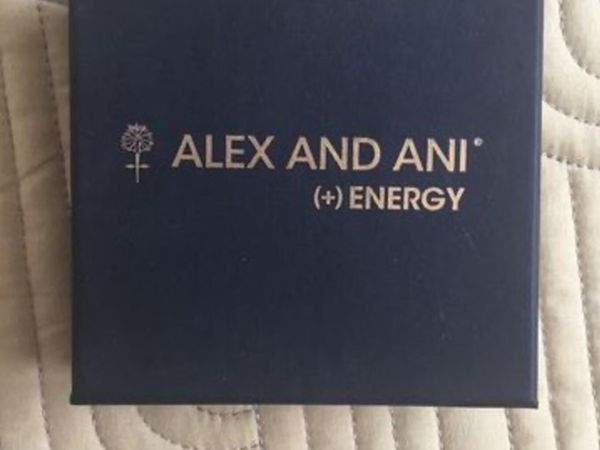 ALEX AND ANI®
(+) ENERGY